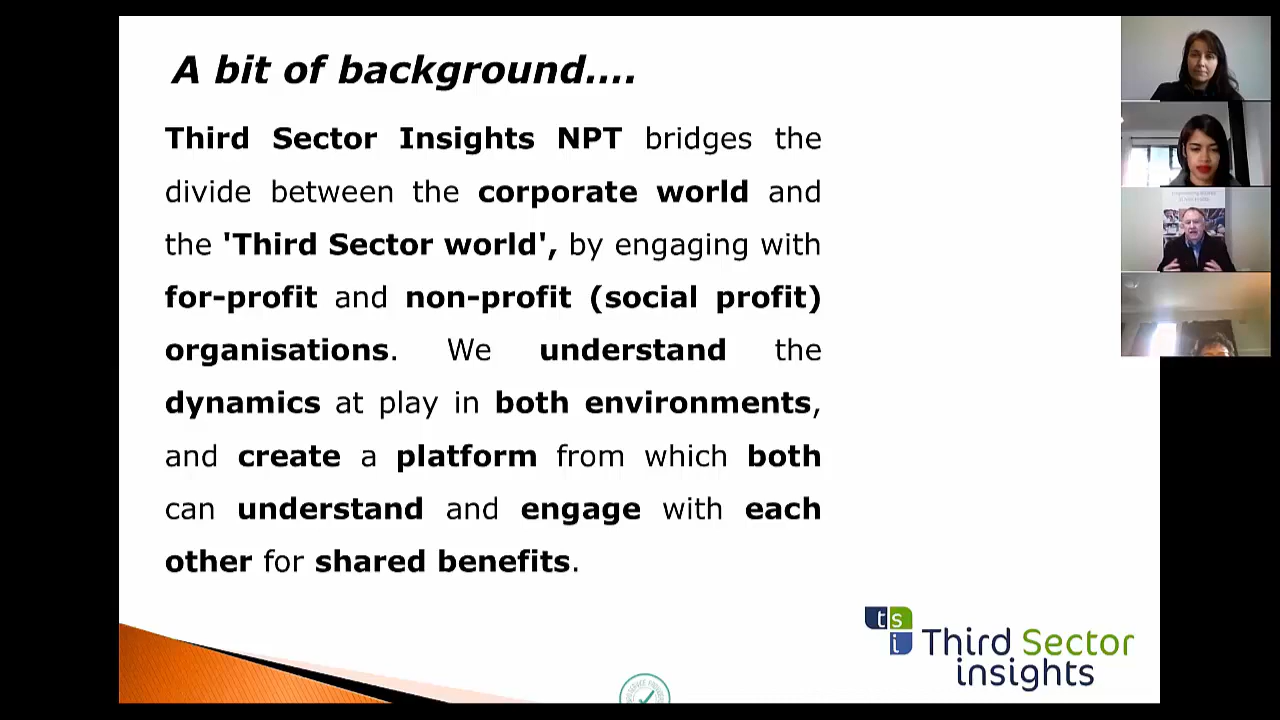 A bit of background....
Third Sector Insights NPT bridges the
divide between the corporate world and
the 'Third Sector world', by engaging with
for-profit and non-profit (social profit)
organisations. We understand the
dynamics at play in both environments,
and create a platform from which both
can understand and engage with each
other for shared benefits.
ts
i
Third Sector
insights